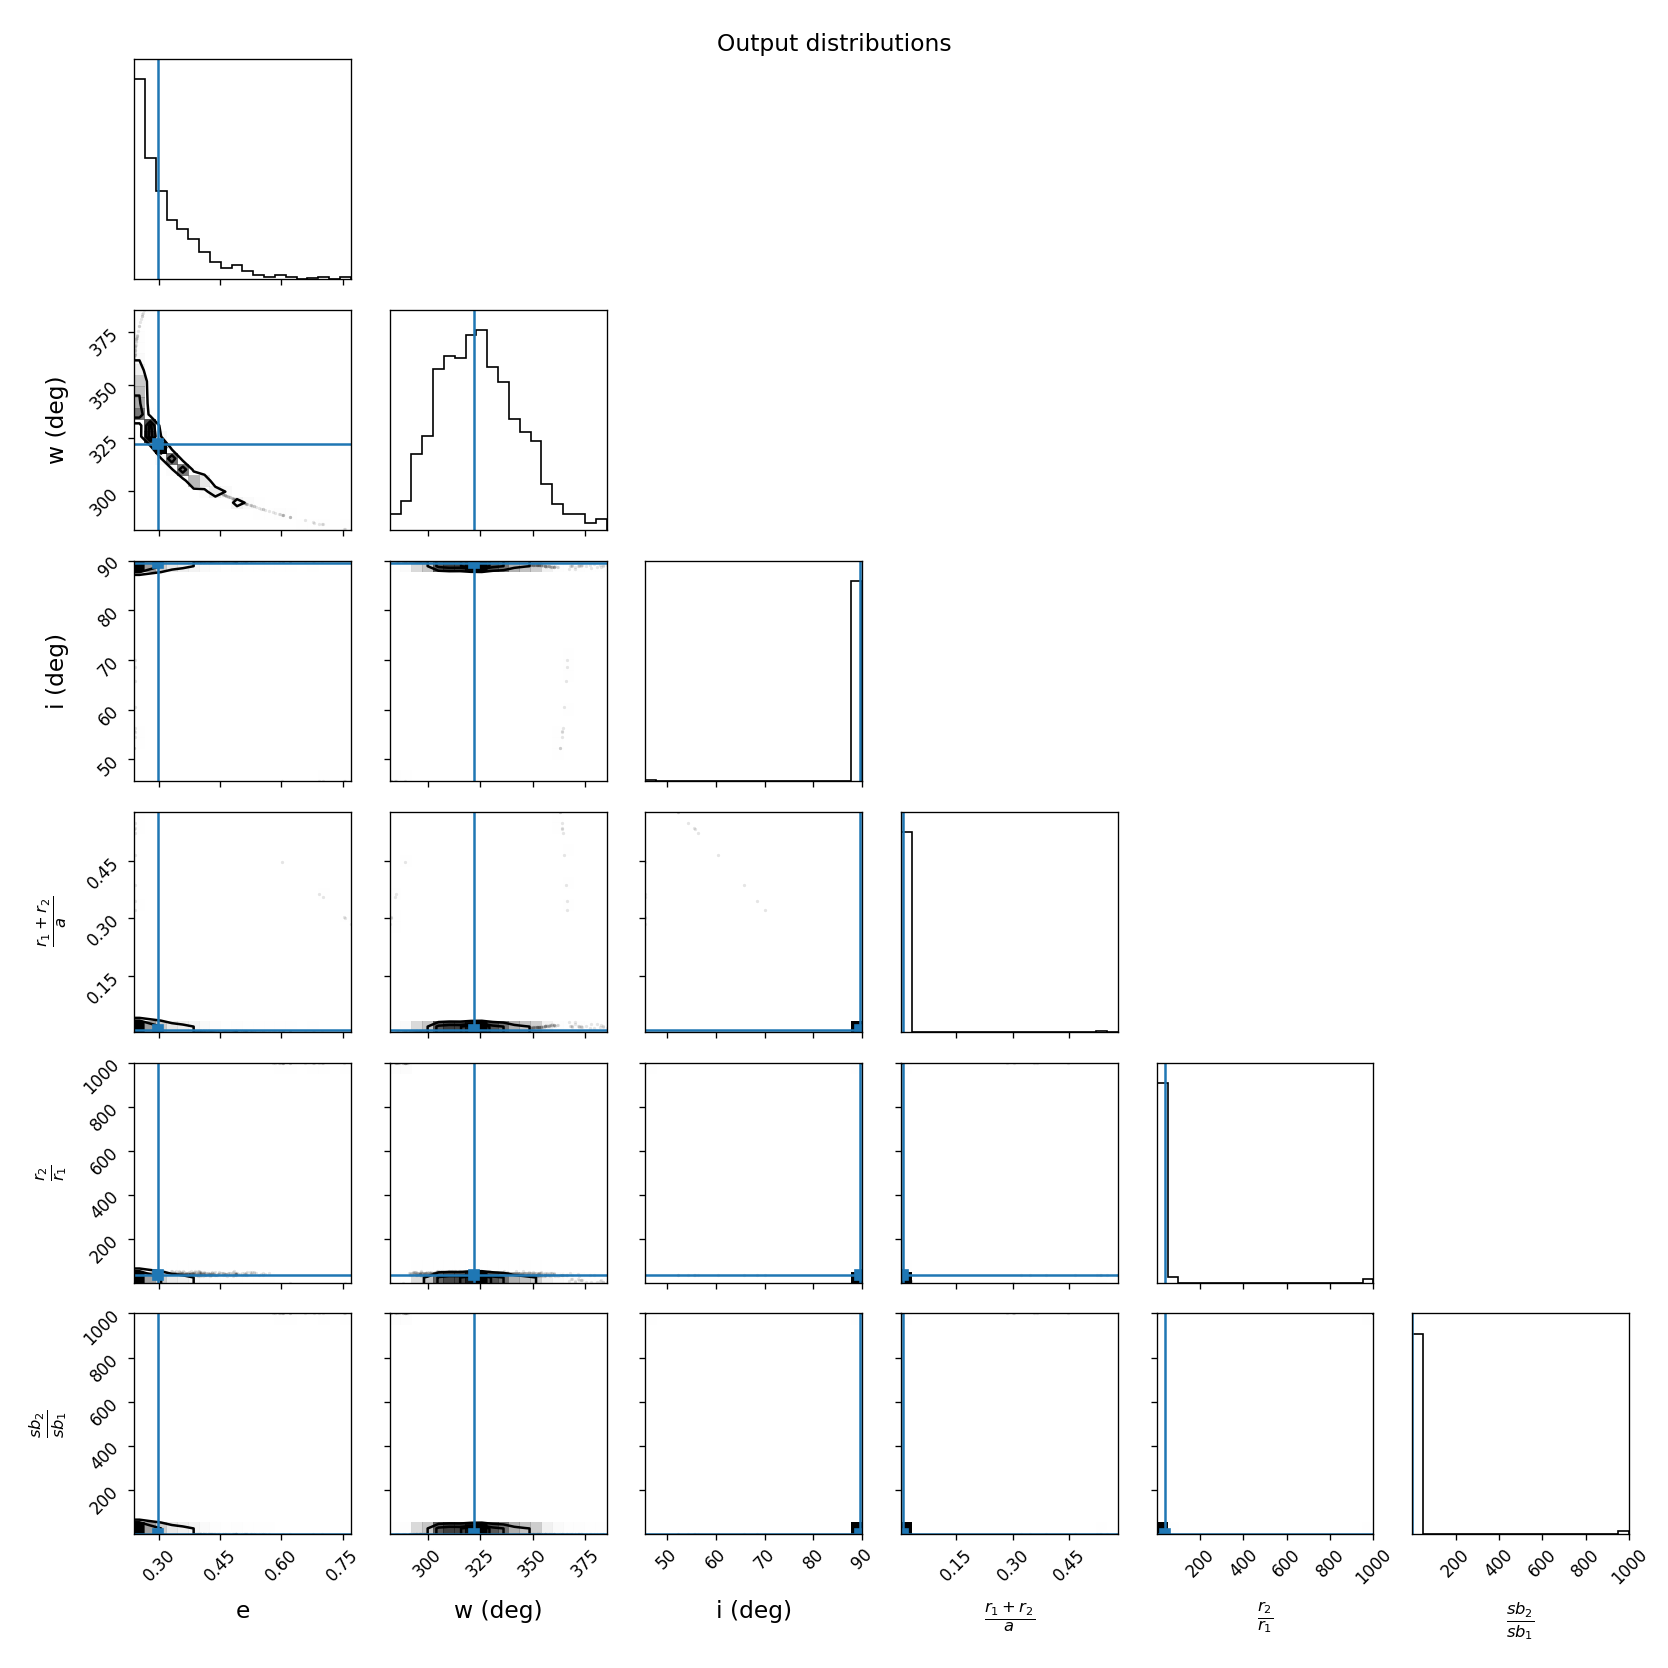 Output distributions
375
350
325
300
w (deg)
90
80
70
60
50
i (deg)
0.45
0.30
0.15
r₁ + r₂
a
1000
800
600
400
200
r₂
r₁
1000
800
600
400
200
sb₂
sb₁
0.30 0.45 0.60 0.75
300 325 350 375
50 60 70 80 90
0.15 0.30 0.45
200 400 600 800 1000
200 400 600 800 1000
e
w (deg)
i (deg)
r₁ + r₂
a
r₂
r₁
sb₂
sb₁